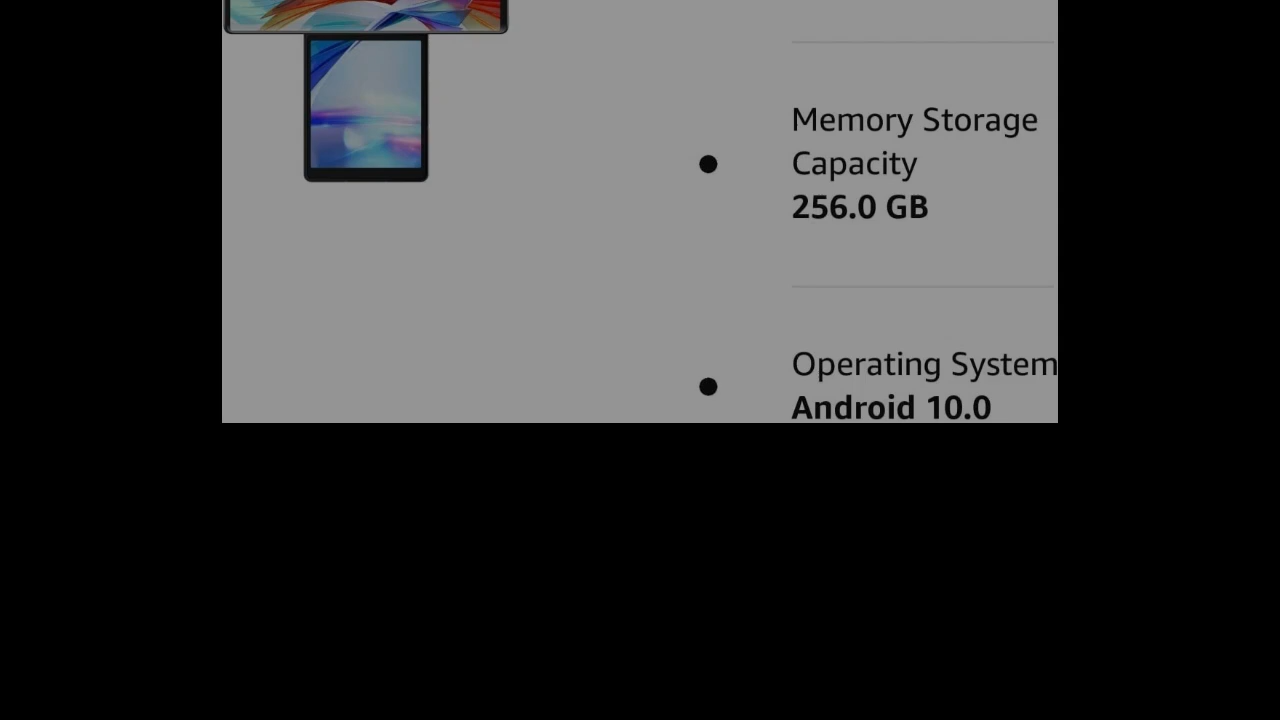 Memory Storage
Capacity
256.0 GB
Operating System
Android 10.0